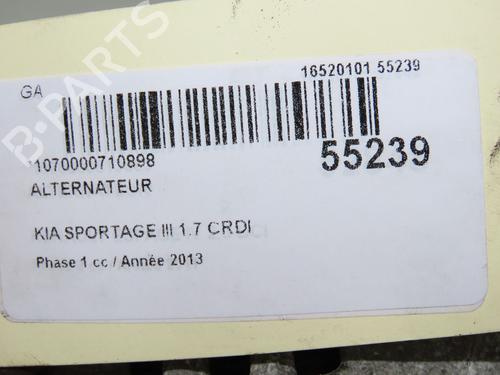 B-PARTS
GA
16520101 55239
1070000710898
55239
ALTERNATEUR
KIA SPORTAGE III 1.7 CRDI
Phase 1 cc / Année 2013